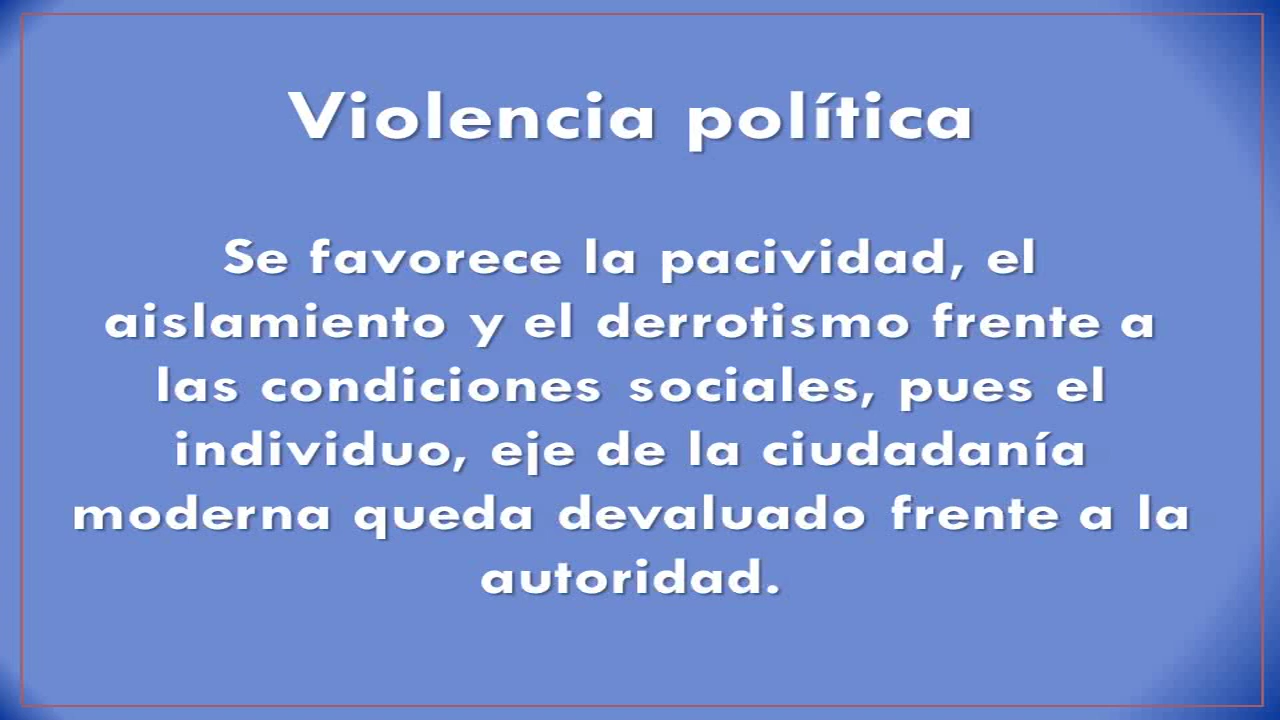 Violencia política
Se favorece la pacividad, el
aislamiento y el derrotismo frente a
las condiciones sociales, pues el
individuo, eje de la ciudadanía
moderna queda devaluado frente a la
autoridad.